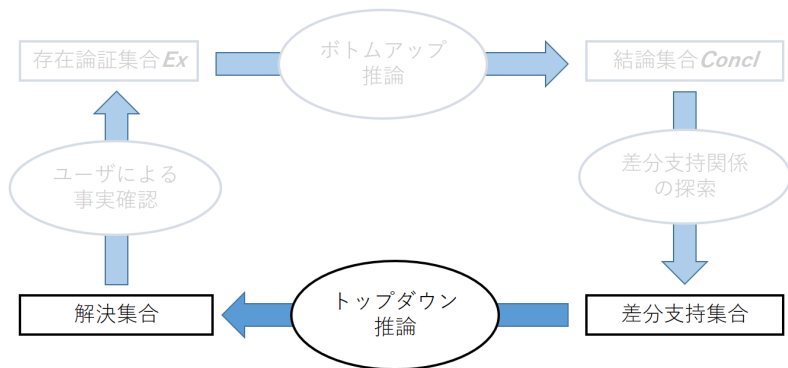 存在論証集合Ex
ボトムアップ
推論
結論集合Concl
ユーザによる
事実確認
差分支持関係
の探索
解決集合
トップダウン
推論
差分支持集合